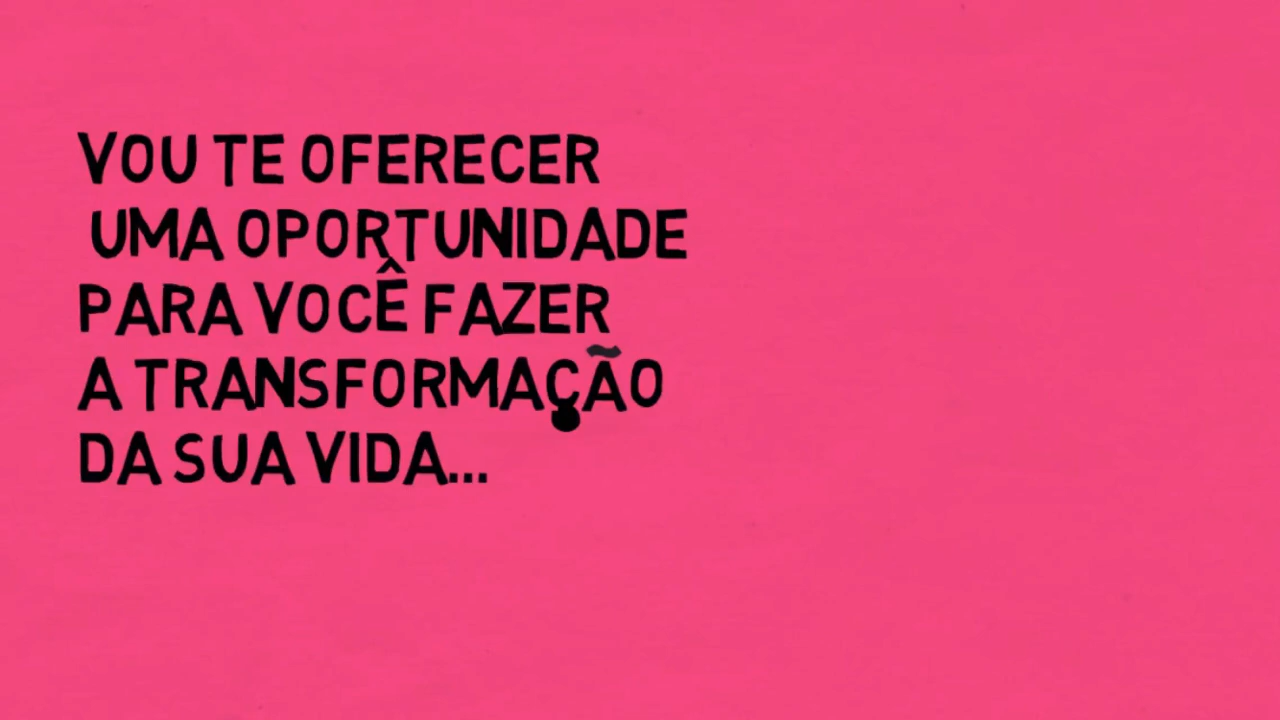 VOU TE OFERECER
UMA OPORTUNIDADE
PARA VOCÊ FAZER
A TRANSFORMAÇÃO
DA SUA VIDA...